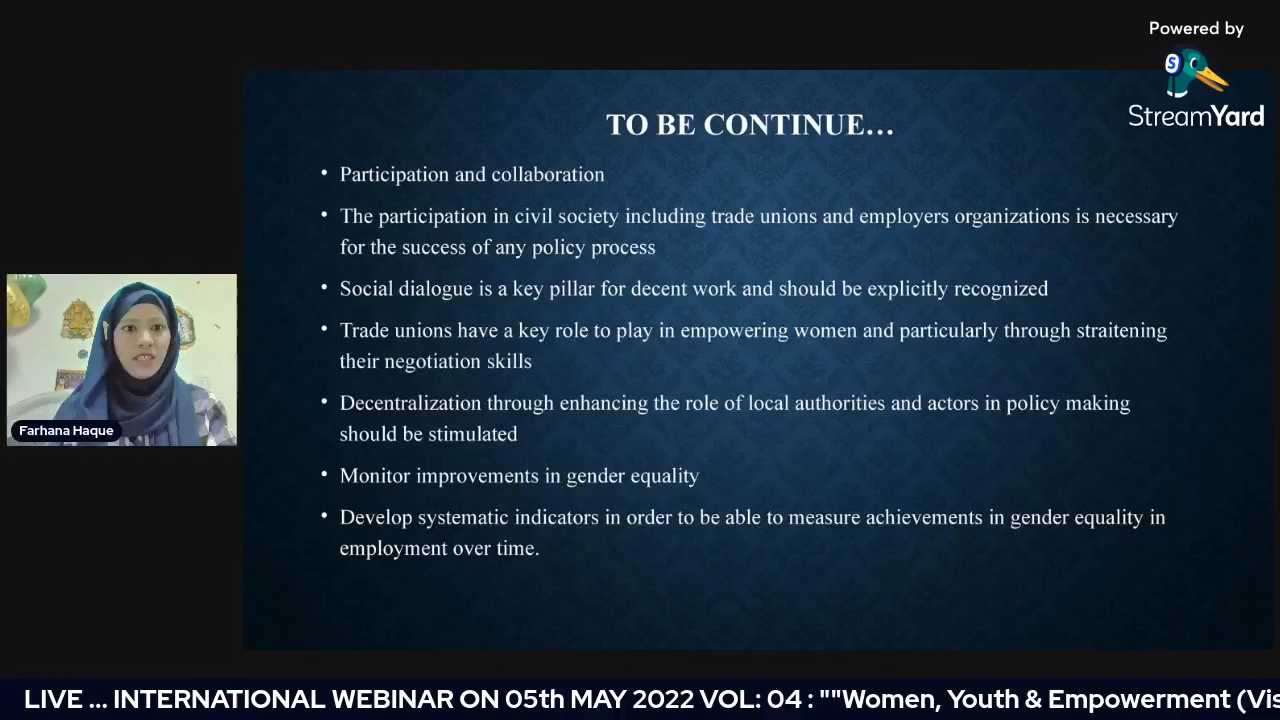 Powered by
StreamYard
TO BE CONTINUE...
• Participation and collaboration
• The participation in civil society including trade unions and employers organizations is necessary
for the success of any policy process
• Social dialogue is a key pillar for decent work and should be explicitly recognized
• Trade unions have a key role to play in empowering women and particularly through straitening
their negotiation skills
• Decentralization through enhancing the role of local authorities and actors in policy making
should be stimulated
• Monitor improvements in gender equality
• Develop systematic indicators in order to be able to measure achievements in gender equality in
employment over time.
Farhana Haque
LIVE ... INTERNATIONAL WEBINAR ON 05th MAY 2022 VOL: 04 : ""Women, Youth & Empowerment (Vis